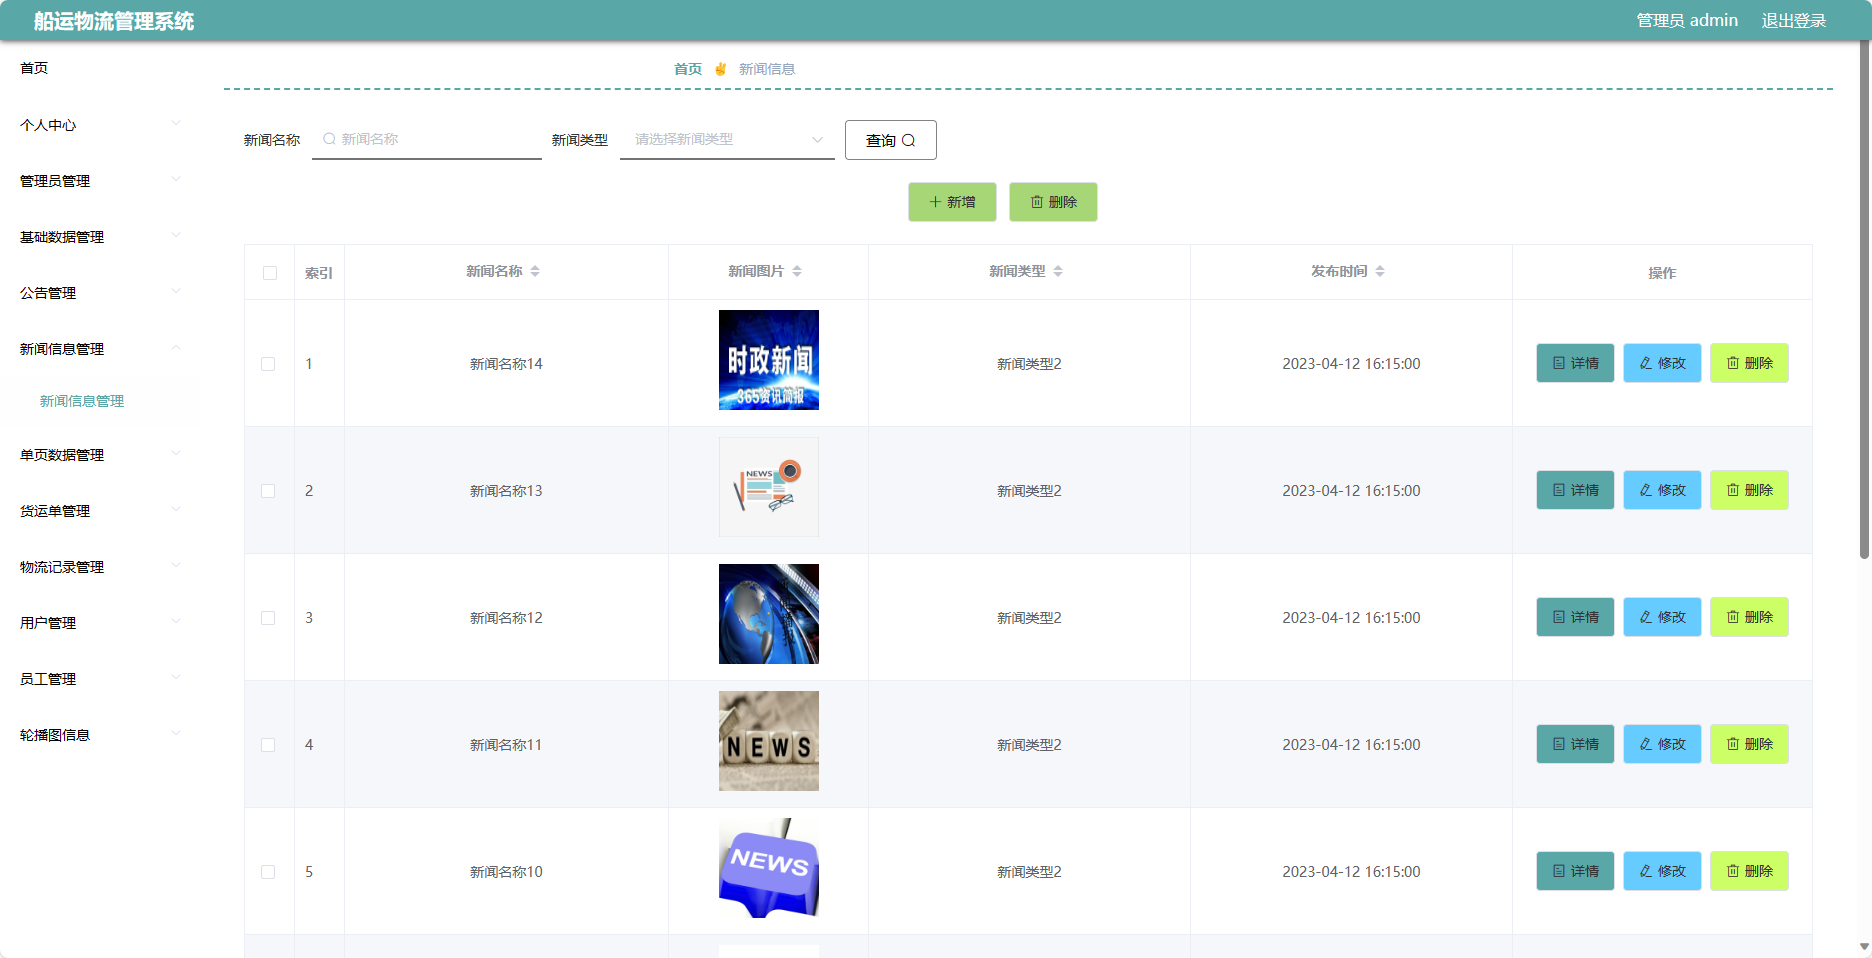 船运物流管理系统
管理员 admin 退出登录
首页
个人中心
管理员管理
基础数据管理
公告管理
新闻信息管理
新闻信息管理
单页数据管理
货运单管理
物流记录管理
用户管理
员工管理
轮播图信息
首页 ✌ 新闻信息
新闻名称 新闻名称 新闻类型 请选择新闻类型 查询
新增 删除
索引 新闻名称 新闻图片 新闻类型 发布时间 操作
1 新闻名称14 时政新闻 新闻类型2 2023-04-12 16:15:00 详情 修改 删除
365资讯简报
2 新闻名称13 NEWS 新闻类型2 2023-04-12 16:15:00 详情 修改 删除
3 新闻名称12 新闻类型2 2023-04-12 16:15:00 详情 修改 删除
4 新闻名称11 NEWS 新闻类型2 2023-04-12 16:15:00 详情 修改 删除
5 新闻名称10 NEWS 新闻类型2 2023-04-12 16:15:00 详情 修改 删除